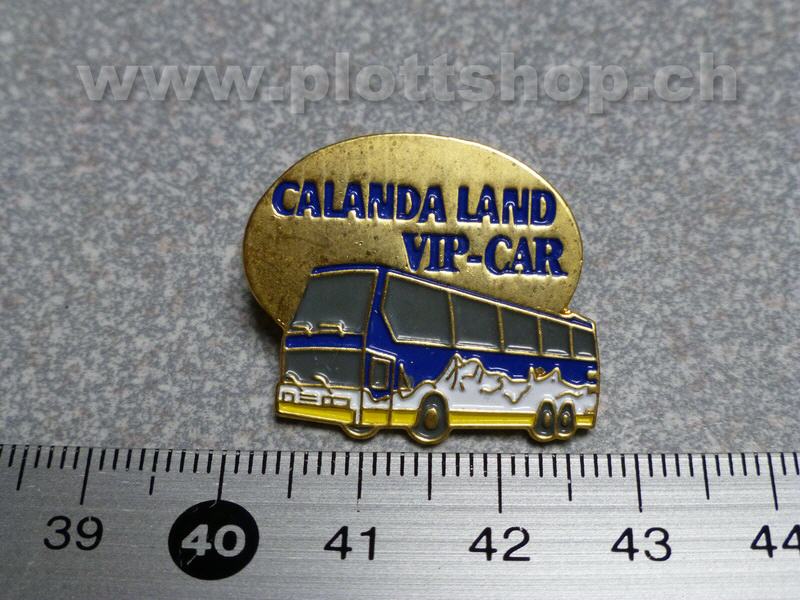 www.plottshop.ch
CALANDA LAND
VIP-CAR
39 40 41 42 43 44